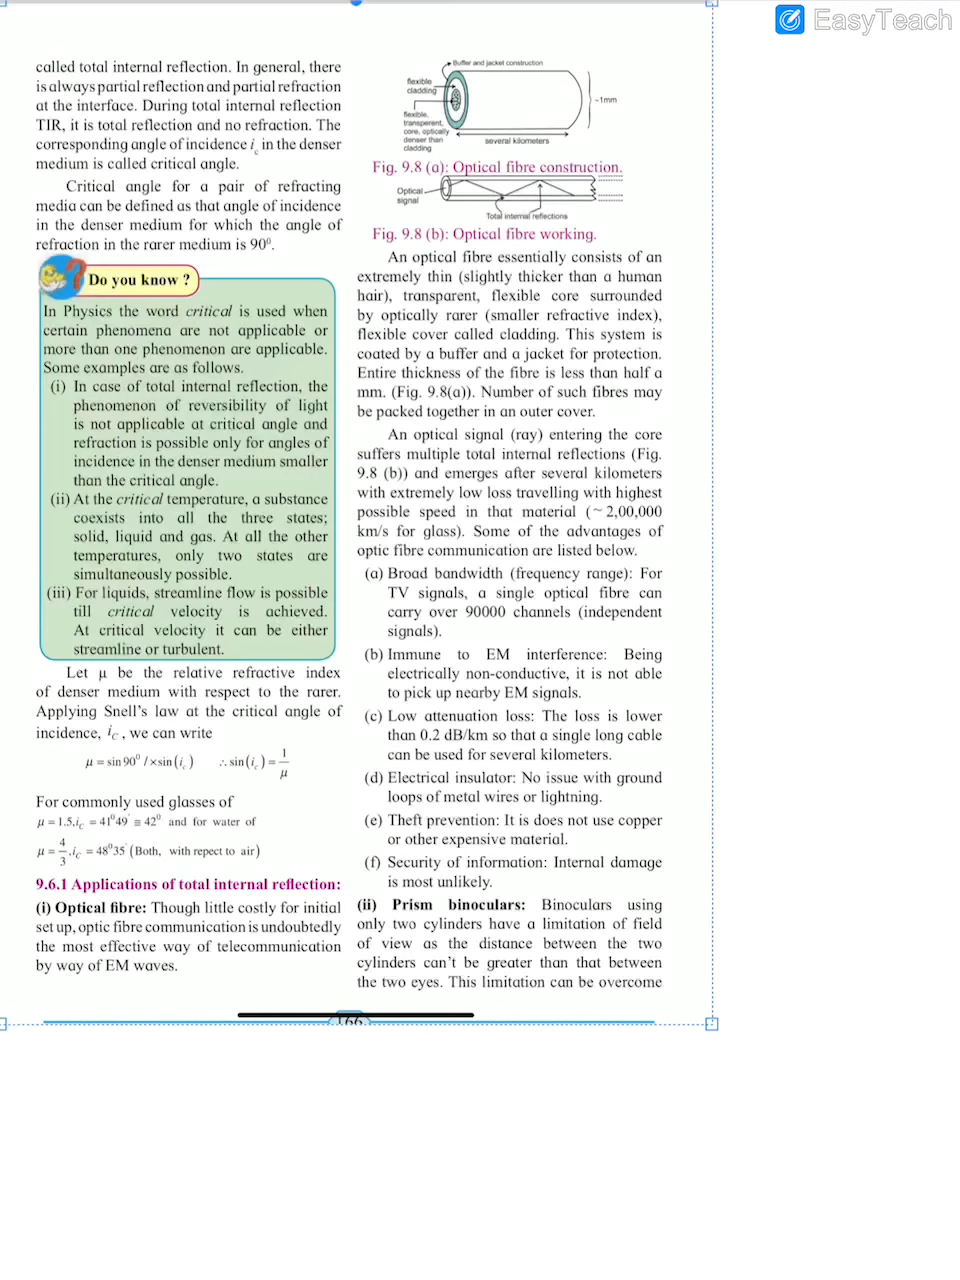 EasyTeach
called total internal reflection. In general, there
is always partial reflection and partial refraction
at the interface. During total internal reflection
TIR, it is total reflection and no refraction. The
corresponding angle of incidence i_c in the denser
medium is called critical angle.
Critical angle for a pair of refracting
media can be defined as that angle of incidence
in the denser medium for which the angle of
refraction in the rarer medium is 90⁰.
Do you know ?
In Physics the word critical is used when
certain phenomena are not applicable or
more than one phenomenon are applicable.
Some examples are as follows.
(i) In case of total internal reflection, the
phenomenon of reversibility of light
is not applicable at critical angle and
refraction is possible only for angles of
incidence in the denser medium smaller
than the critical angle.
(ii) At the critical temperature, a substance
coexists into all the three states;
solid, liquid and gas. At all the other
temperatures, only two states are
simultaneously possible.
(iii) For liquids, streamline flow is possible
till critical velocity is achieved.
At critical velocity it can be either
streamline or turbulent.
Let μ be the relative refractive index
of denser medium with respect to the rarer.
Applying Snell's law at the critical angle of
incidence, i_C , we can write
μ = sin 90⁰ /×sin (i_c )   ∴ sin (i_c ) = 1/μ
For commonly used glasses of
μ = 1.5, i_C = 41⁰49′ ≅ 42⁰ and for water of
μ = 4/3, i_C = 48⁰35′ (Both, with repect to air)
9.6.1 Applications of total internal reflection:
(i) Optical fibre: Though little costly for initial
set up, optic fibre communication is undoubtedly
the most effective way of telecommunication
by way of EM waves.
Buffer and jacket construction
flexible
cladding
flexible,
transparent,
core, optically
denser than
cladding
~1mm
several kilometers
Fig. 9.8 (a): Optical fibre construction.
Optical
signal
Total internal reflections
Fig. 9.8 (b): Optical fibre working.
An optical fibre essentially consists of an
extremely thin (slightly thicker than a human
hair), transparent, flexible core surrounded
by optically rarer (smaller refractive index),
flexible cover called cladding. This system is
coated by a buffer and a jacket for protection.
Entire thickness of the fibre is less than half a
mm. (Fig. 9.8(a)). Number of such fibres may
be packed together in an outer cover.
An optical signal (ray) entering the core
suffers multiple total internal reflections (Fig.
9.8 (b)) and emerges after several kilometers
with extremely low loss travelling with highest
possible speed in that material (~ 2,00,000
km/s for glass). Some of the advantages of
optic fibre communication are listed below.
(a) Broad bandwidth (frequency range): For
TV signals, a single optical fibre can
carry over 90000 channels (independent
signals).
(b) Immune to EM interference: Being
electrically non-conductive, it is not able
to pick up nearby EM signals.
(c) Low attenuation loss: The loss is lower
than 0.2 dB/km so that a single long cable
can be used for several kilometers.
(d) Electrical insulator: No issue with ground
loops of metal wires or lightning.
(e) Theft prevention: It is does not use copper
or other expensive material.
(f) Security of information: Internal damage
is most unlikely.
(ii) Prism binoculars: Binoculars using
only two cylinders have a limitation of field
of view as the distance between the two
cylinders can't be greater than that between
the two eyes. This limitation can be overcome
166